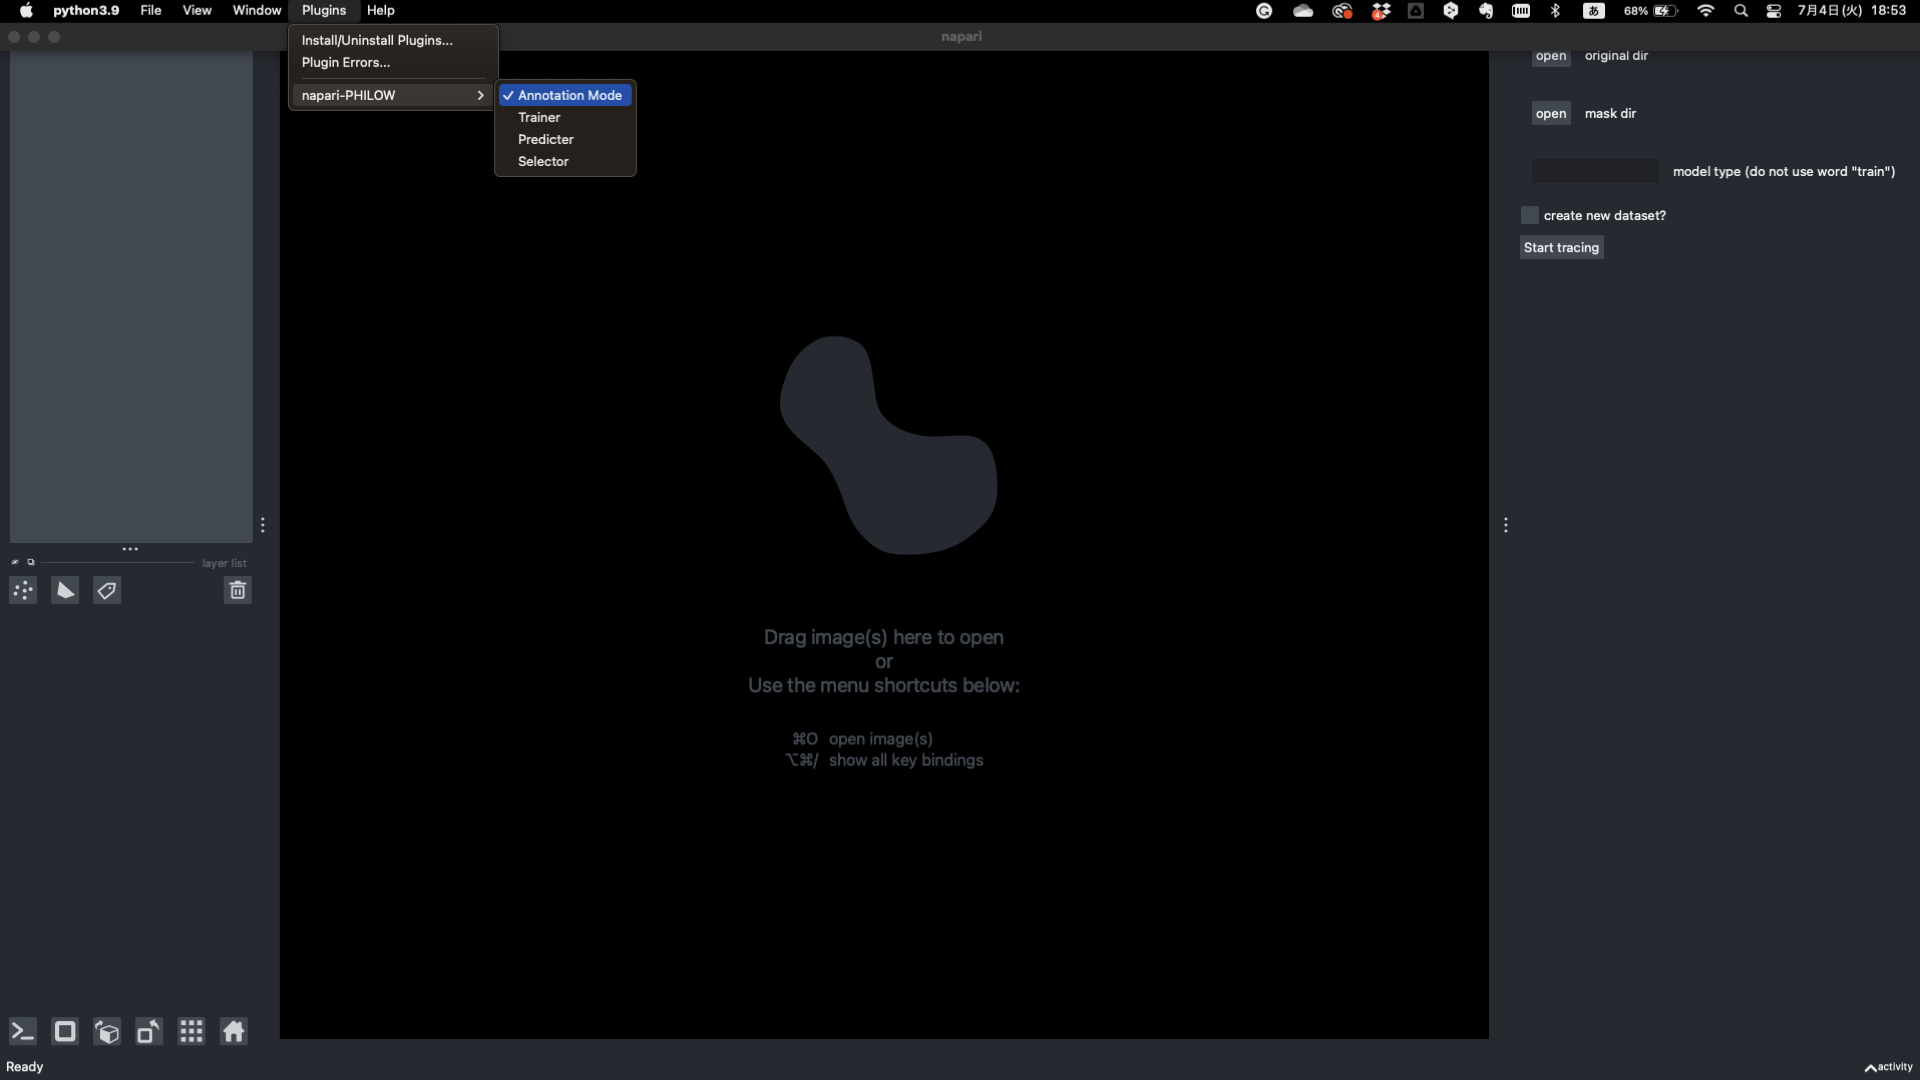 python3.9 File View Window Plugins Help
68% 7月4日(火) 18:53
あ
4
napari
Install/Uninstall Plugins...
Plugin Errors...
napari-PHILOW
Annotation Mode
Trainer
Predicter
Selector
open original dir
open mask dir
model type (do not use word "train")
create new dataset?
Start tracing
layer list
Drag image(s) here to open
or
Use the menu shortcuts below:
⌘O open image(s)
⌥⌘/ show all key bindings
Ready
activity